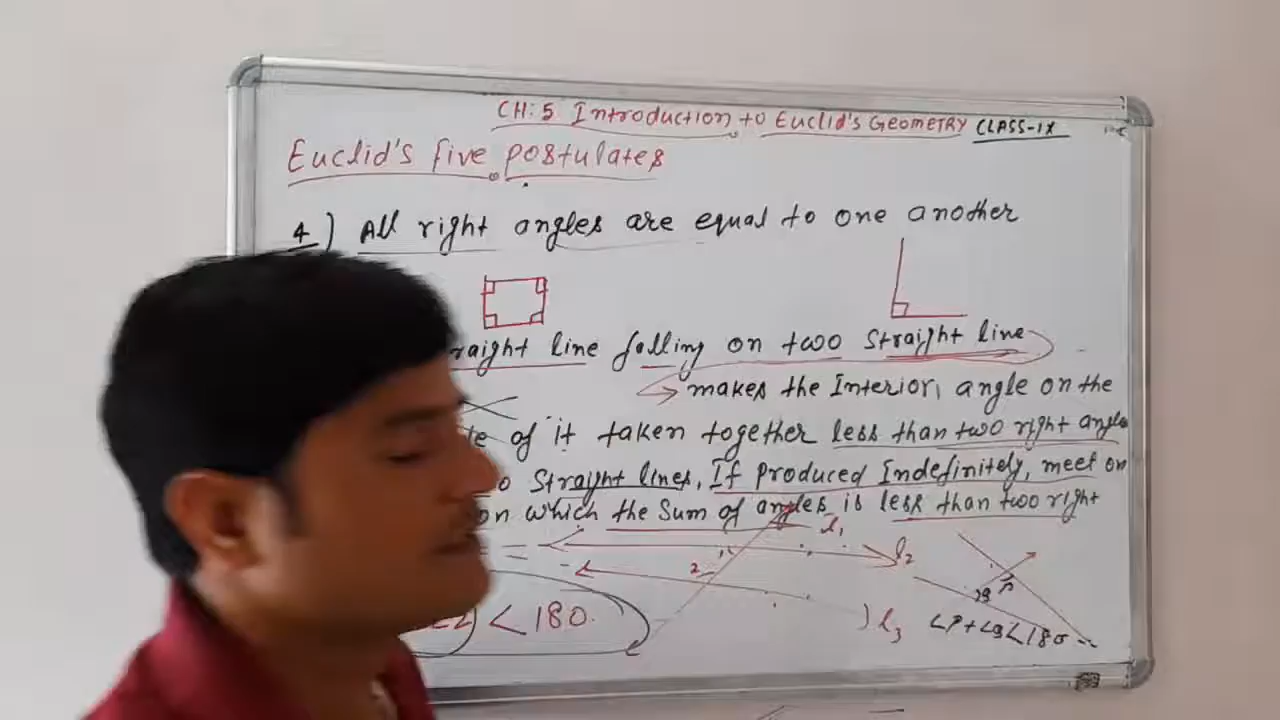 CH: 5 Introduction to Euclid's Geometry CLASS-IX
Euclid's five postulates
4) All right angles are equal to one another
raight line falling on two Straight line
makes the Interior, angle on the
of it taken together less than two right angle
o Straight lines, If produced Indefinitely, meet on
on which the Sum of angles is less than two right
l1
l2
1
2
l3
< 180.
∠P+∠B<180